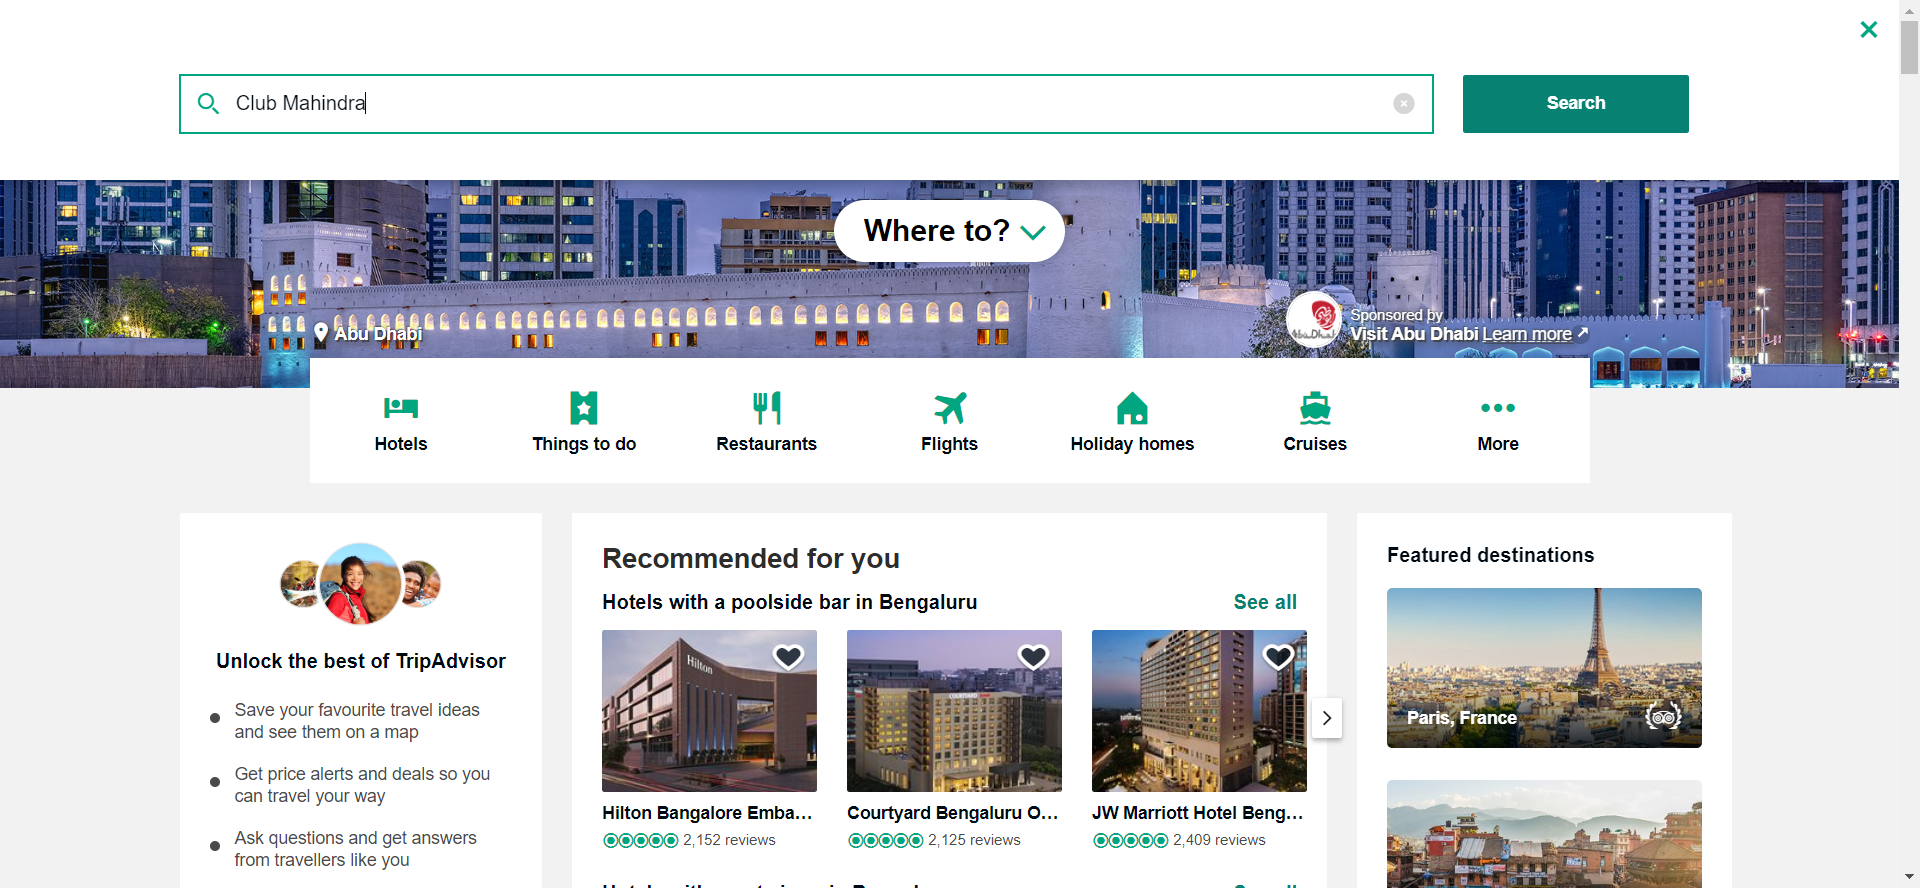 Club Mahindra
Search
Where to?
Abu Dhabi
Sponsored by
Visit Abu Dhabi Learn more
Hotels
Things to do
Restaurants
Flights
Holiday homes
Cruises
More
Unlock the best of TripAdvisor
Save your favourite travel ideas
and see them on a map
Get price alerts and deals so you
can travel your way
Ask questions and get answers
from travellers like you
Recommended for you
Hotels with a poolside bar in Bengaluru
See all
Hilton
COURTYARD
Hilton Bangalore Emba...
2,152 reviews
Courtyard Bengaluru O...
2,125 reviews
JW Marriott Hotel Beng...
2,409 reviews
Featured destinations
Paris, France